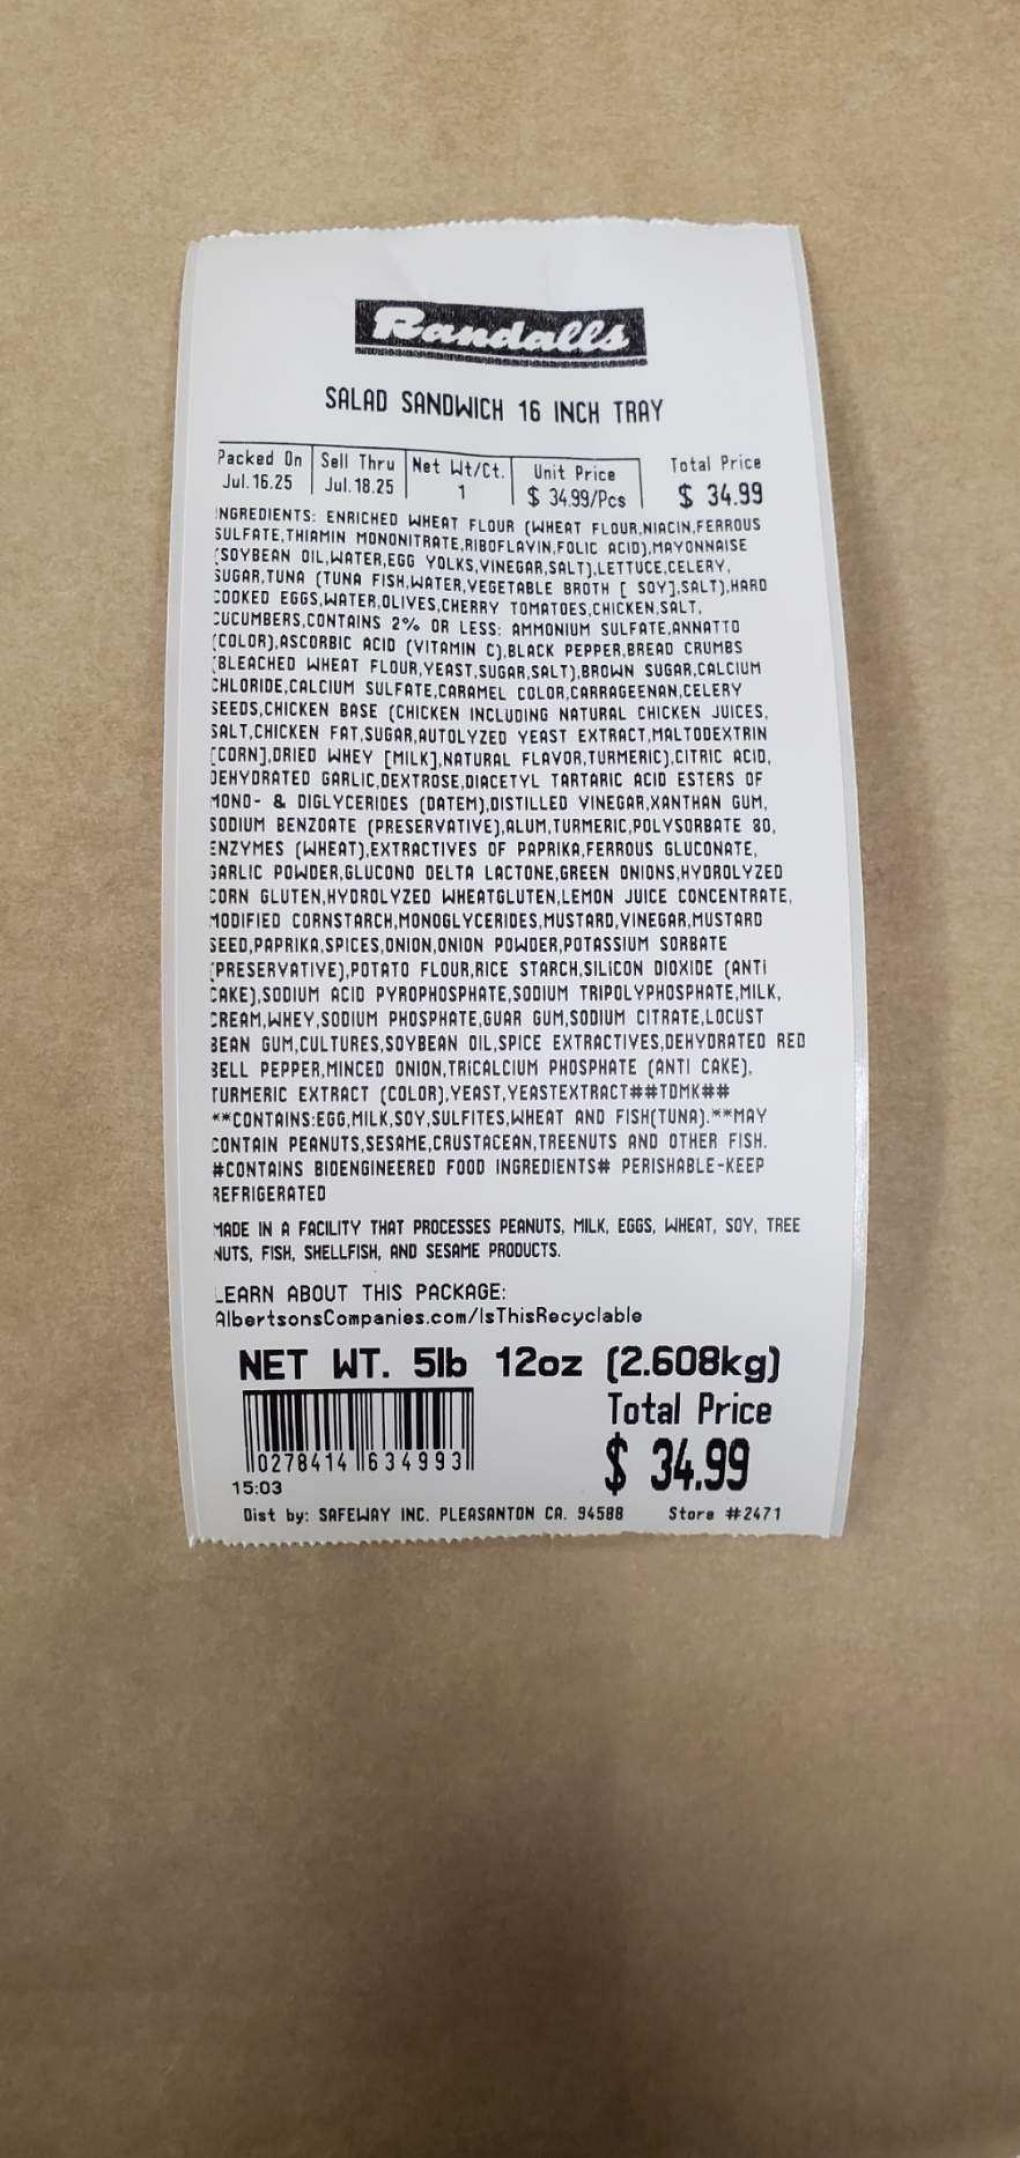 Randalls
SALAD SANDWICH 16 INCH TRAY
Packed On Sell Thru Net Wt/Ct. Unit Price Total Price
Jul.16.25 Jul.18.25 1 $ 34.99/Pcs $ 34.99
INGREDIENTS: ENRICHED WHEAT FLOUR (WHEAT FLOUR,NIACIN,FERROUS
SULFATE,THIAMIN MONONITRATE,RIBOFLAVIN,FOLIC ACID),MAYONNAISE
(SOYBEAN OIL,WATER,EGG YOLKS,VINEGAR,SALT),LETTUCE,CELERY,
SUGAR,TUNA (TUNA FISH,WATER,VEGETABLE BROTH [ SOY],SALT),HARD
COOKED EGGS,WATER,OLIVES,CHERRY TOMATOES,CHICKEN,SALT,
CUCUMBERS,CONTAINS 2% OR LESS: AMMONIUM SULFATE,ANNATTO
(COLOR),ASCORBIC ACID (VITAMIN C),BLACK PEPPER,BREAD CRUMBS
(BLEACHED WHEAT FLOUR,YEAST,SUGAR,SALT),BROWN SUGAR,CALCIUM
CHLORIDE,CALCIUM SULFATE,CARAMEL COLOR,CARRAGEENAN,CELERY
SEEDS,CHICKEN BASE (CHICKEN INCLUDING NATURAL CHICKEN JUICES,
SALT,CHICKEN FAT,SUGAR,AUTOLYZED YEAST EXTRACT,MALTODEXTRIN
[CORN],DRIED WHEY [MILK],NATURAL FLAVOR,TURMERIC),CITRIC ACID,
DEHYDRATED GARLIC,DEXTROSE,DIACETYL TARTARIC ACID ESTERS OF
MONO- & DIGLYCERIDES (DATEM),DISTILLED VINEGAR,XANTHAN GUM,
SODIUM BENZOATE (PRESERVATIVE),ALUM,TURMERIC,POLYSORBATE 80,
ENZYMES (WHEAT),EXTRACTIVES OF PAPRIKA,FERROUS GLUCONATE,
GARLIC POWDER,GLUCONO DELTA LACTONE,GREEN ONIONS,HYDROLYZED
CORN GLUTEN,HYDROLYZED WHEATGLUTEN,LEMON JUICE CONCENTRATE,
MODIFIED CORNSTARCH,MONOGLYCERIDES,MUSTARD,VINEGAR,MUSTARD
SEED,PAPRIKA,SPICES,ONION,ONION POWDER,POTASSIUM SORBATE
(PRESERVATIVE),POTATO FLOUR,RICE STARCH,SILICON DIOXIDE (ANTI
CAKE),SODIUM ACID PYROPHOSPHATE,SODIUM TRIPOLYPHOSPHATE,MILK,
CREAM,WHEY,SODIUM PHOSPHATE,GUAR GUM,SODIUM CITRATE,LOCUST
BEAN GUM,CULTURES,SOYBEAN OIL,SPICE EXTRACTIVES,DEHYDRATED RED
BELL PEPPER,MINCED ONION,TRICALCIUM PHOSPHATE (ANTI CAKE),
TURMERIC EXTRACT (COLOR),YEAST,YEASTEXTRACT##TDMK##
**CONTAINS:EGG,MILK,SOY,SULFITES,WHEAT AND FISH(TUNA).**MAY
CONTAIN PEANUTS,SESAME,CRUSTACEAN,TREENUTS AND OTHER FISH.
#CONTAINS BIOENGINEERED FOOD INGREDIENTS# PERISHABLE-KEEP
REFRIGERATED
MADE IN A FACILITY THAT PROCESSES PEANUTS, MILK, EGGS, WHEAT, SOY, TREE
NUTS, FISH, SHELLFISH, AND SESAME PRODUCTS.
LEARN ABOUT THIS PACKAGE:
AlbertsonsCompanies.com/IsThisRecyclable
NET WT. 5lb 12oz (2.608kg)
Total Price
$ 34.99
0278414 634993
15:03
Dist by: SAFEWAY INC. PLEASANTON CA. 94588 Store #2471